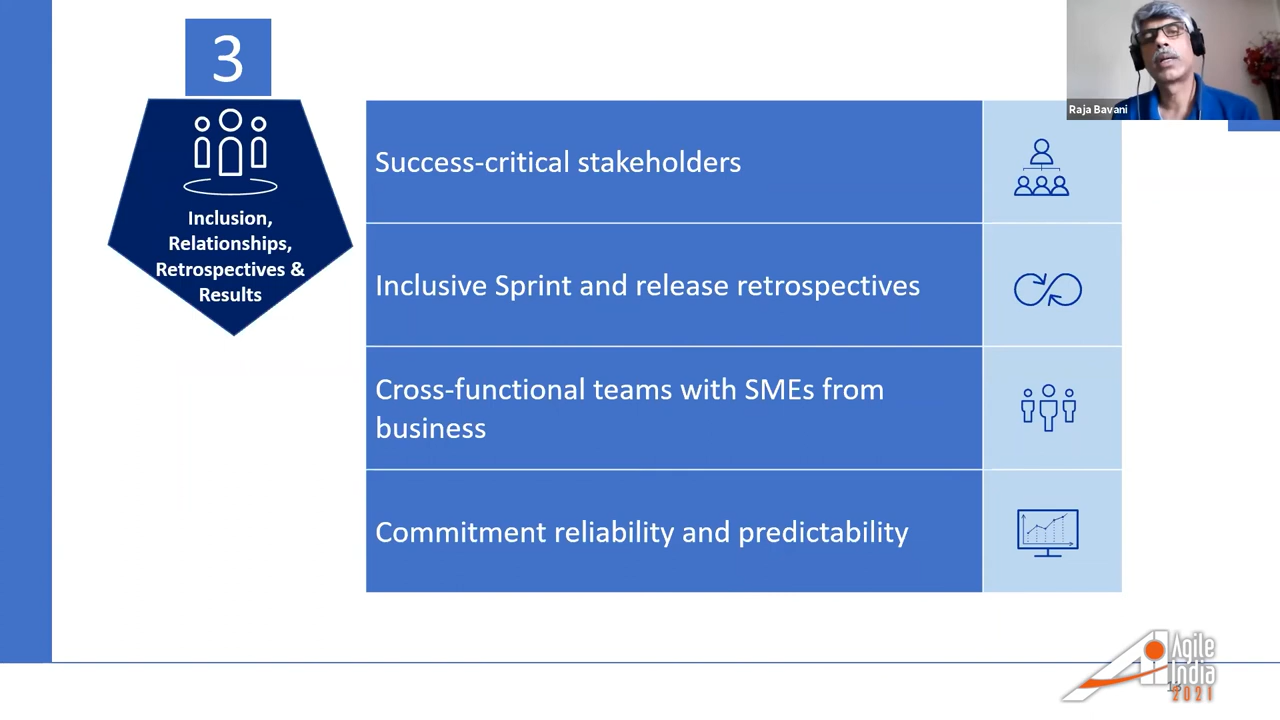 3
Raja Bavani
Inclusion,
Relationships,
Retrospectives &
Results
Success-critical stakeholders
Inclusive Sprint and release retrospectives
Cross-functional teams with SMEs from
business
Commitment reliability and predictability
Agile
India
2021